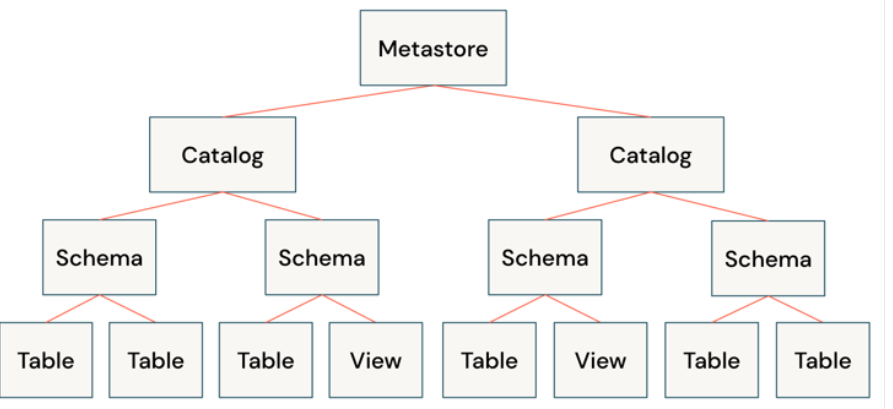 Metastore
Catalog
Catalog
Schema
Schema
Schema
Schema
Table
Table
Table
View
Table
View
Table
Table